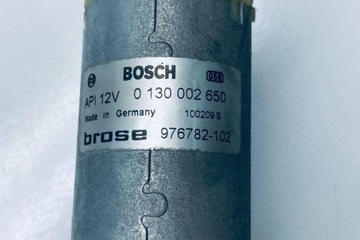 BOSCH 051
API 12V 0 130 002 650
Made in Germany 100209 S
brose 976782-102